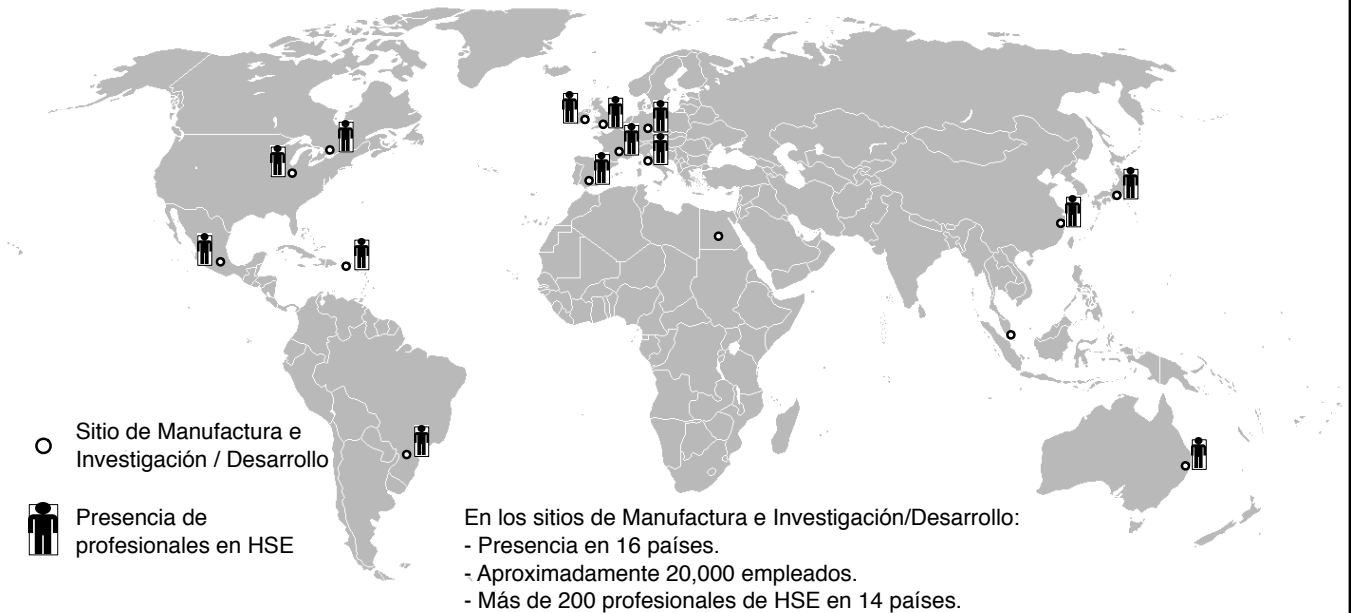 Sitio de Manufactura e
Investigación / Desarrollo
Presencia de
profesionales en HSE
En los sitios de Manufactura e Investigación/Desarrollo:
- Presencia en 16 países.
- Aproximadamente 20,000 empleados.
- Más de 200 profesionales de HSE en 14 países.